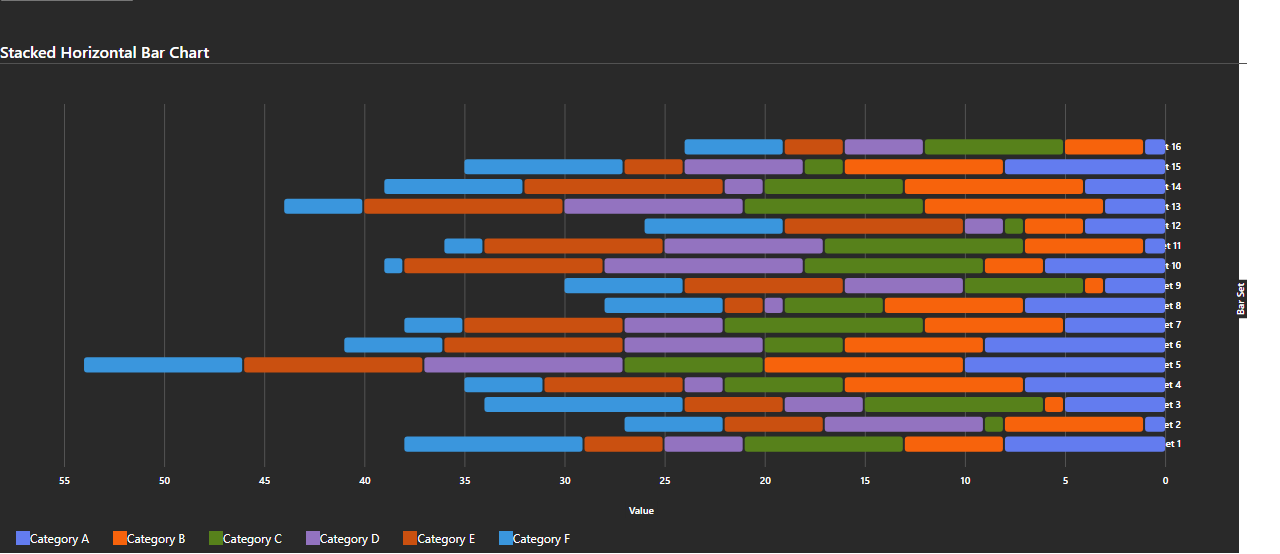 Stacked Horizontal Bar Chart
t 16
t 15
t 14
t 13
t 12
et 11
t 10
et 9
et 8
et 7
et 6
et 5
et 4
et 3
et 2
et 1
Bar Set
55 50 45 40 35 30 25 20 15 10 5 0
Value
Category A Category B Category C Category D Category E Category F